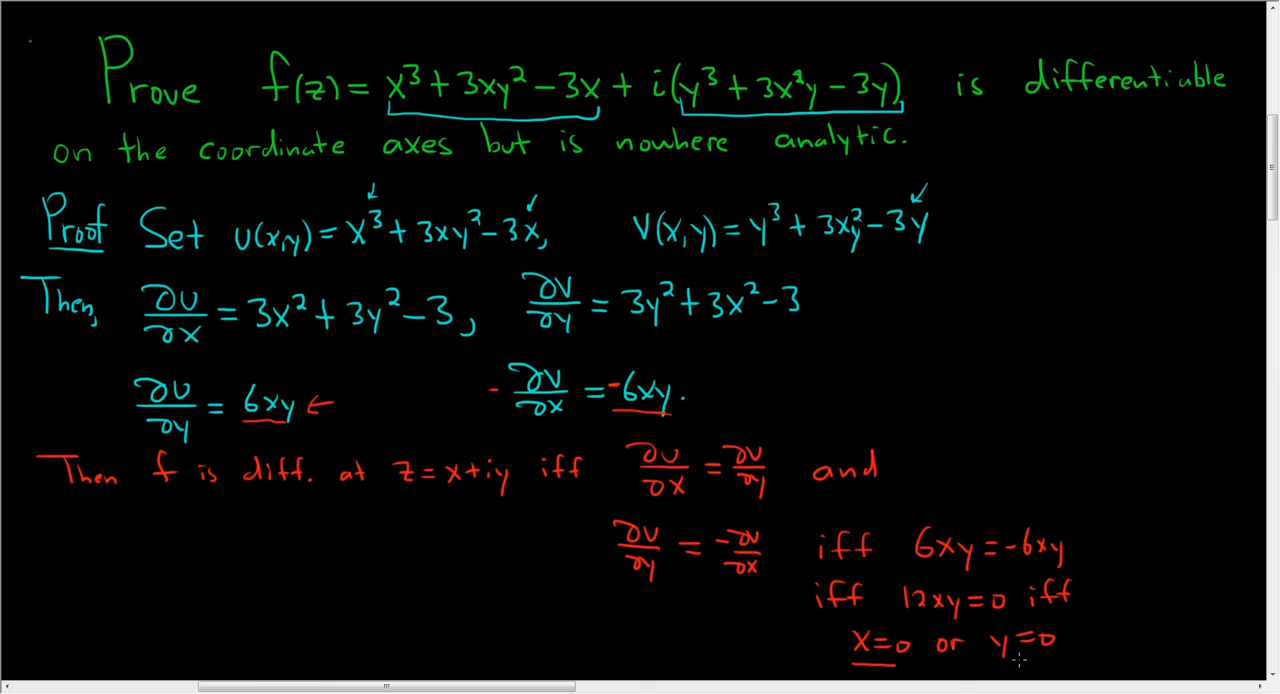 Prove f(z) = x³ + 3xy² − 3x + i(y³ + 3x²y − 3y) is differentiable
on the coordinate axes but is nowhere analytic.
Proof Set u(x,y) = x³ + 3xy² − 3x, v(x,y) = y³ + 3x²y − 3y
Then, ∂u/∂x = 3x² + 3y² − 3, ∂v/∂y = 3y² + 3x² − 3
∂u/∂y = 6xy ← -∂v/∂x = -6xy.
Then f is diff. at z = x + iy iff ∂u/∂x = ∂v/∂y and
∂u/∂y = -∂v/∂x iff 6xy = -6xy
iff 12xy = 0 iff
x = 0 or y = 0